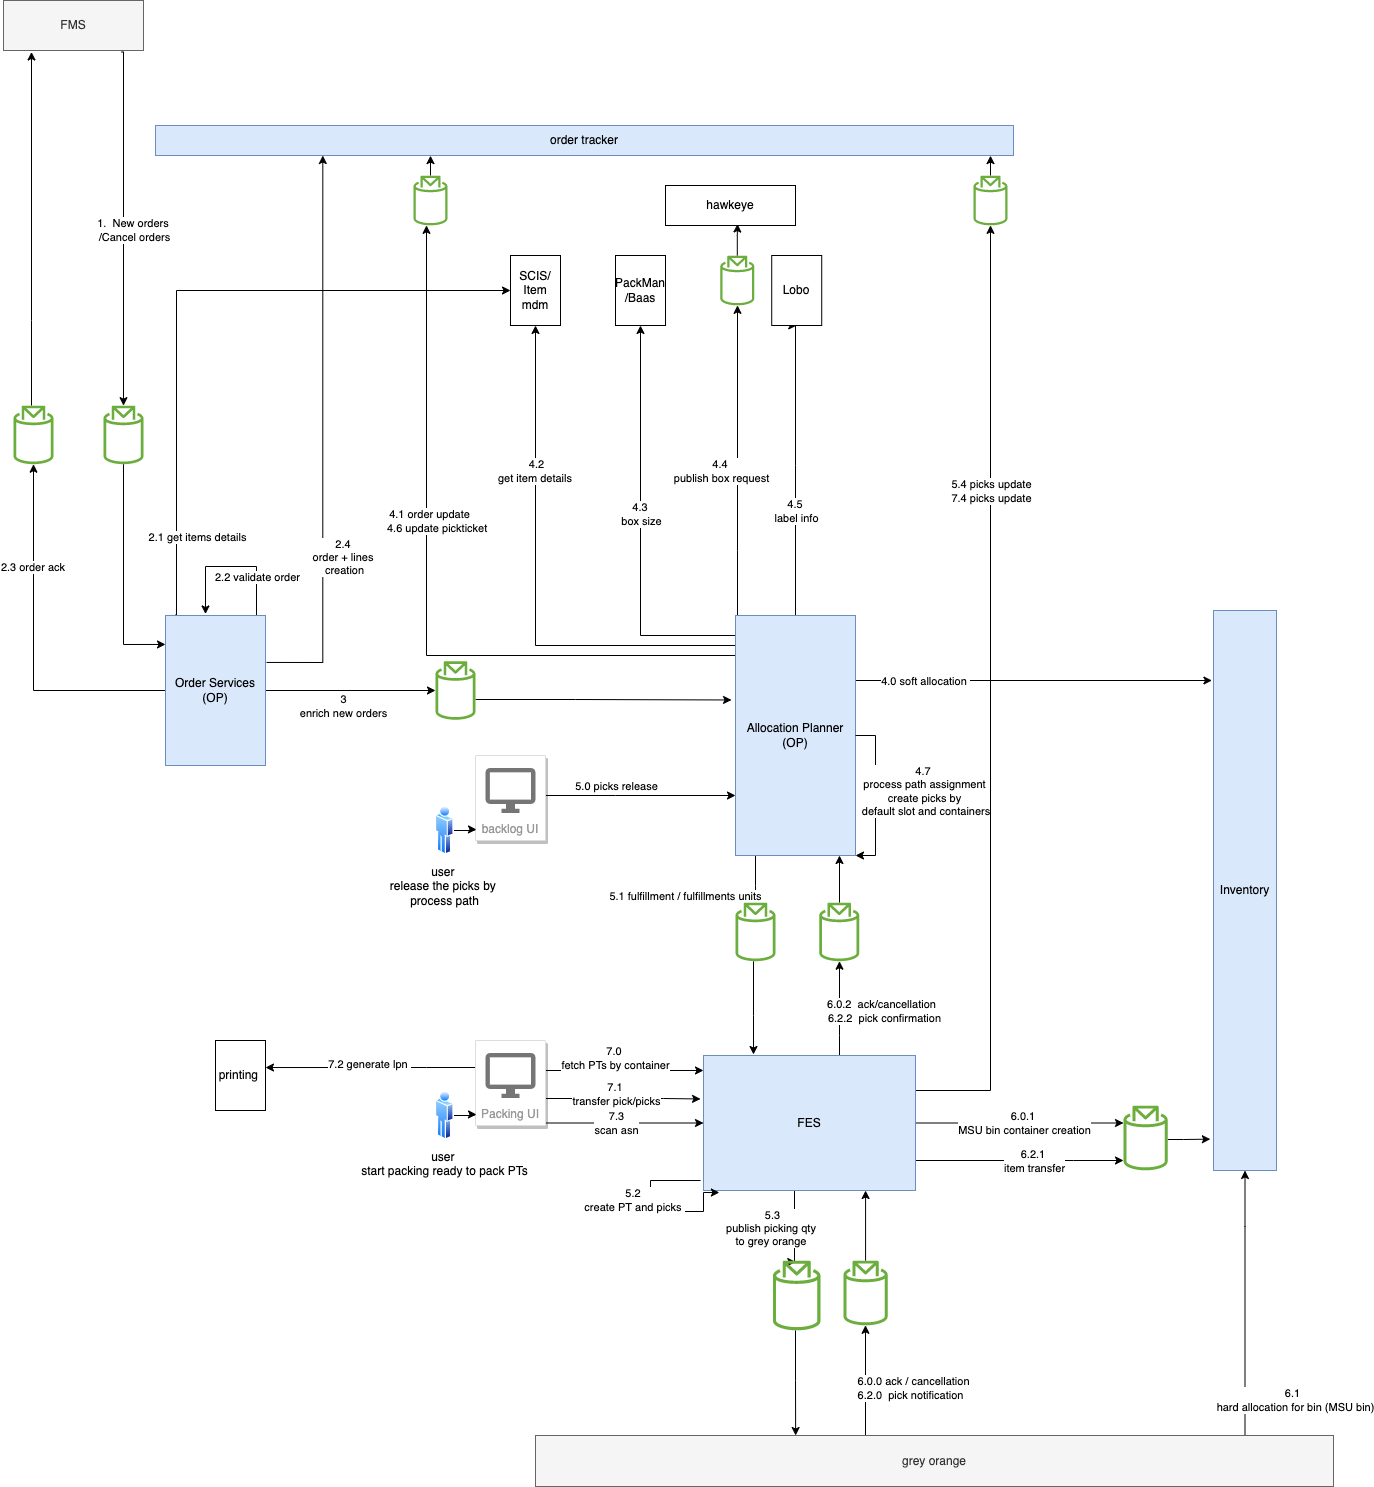 FMS
order tracker
1.  New orders
/Cancel orders
hawkeye
SCIS/
Item
mdm
PackMan
/Baas
Lobo
4.2
get item details
4.4
publish box request
5.4 picks update
7.4 picks update
4.1 order update
4.6 update pickticket
4.3
box size
4.5
label info
2.1 get items details
2.4
order + lines
creation
2.3 order ack
2.2 validate order
Order Services
(OP)
3
enrich new orders
4.0 soft allocation
Allocation Planner
(OP)
4.7
process path assignment
create picks by
default slot and containers
5.0 picks release
backlog UI
user
release the picks by
process path
Inventory
5.1 fulfillment / fulfillments units
6.0.2  ack/cancellation
6.2.2  pick confirmation
printing
7.2 generate lpn
7.0
fetch PTs by container
7.1
transfer pick/picks
7.3
scan asn
Packing UI
user
start packing ready to pack PTs
FES
6.0.1
MSU bin container creation
6.2.1
item transfer
5.2
create PT and picks
5.3
publish picking qty
to grey orange
6.0.0 ack / cancellation
6.2.0  pick notification
6.1
hard allocation for bin (MSU bin)
grey orange